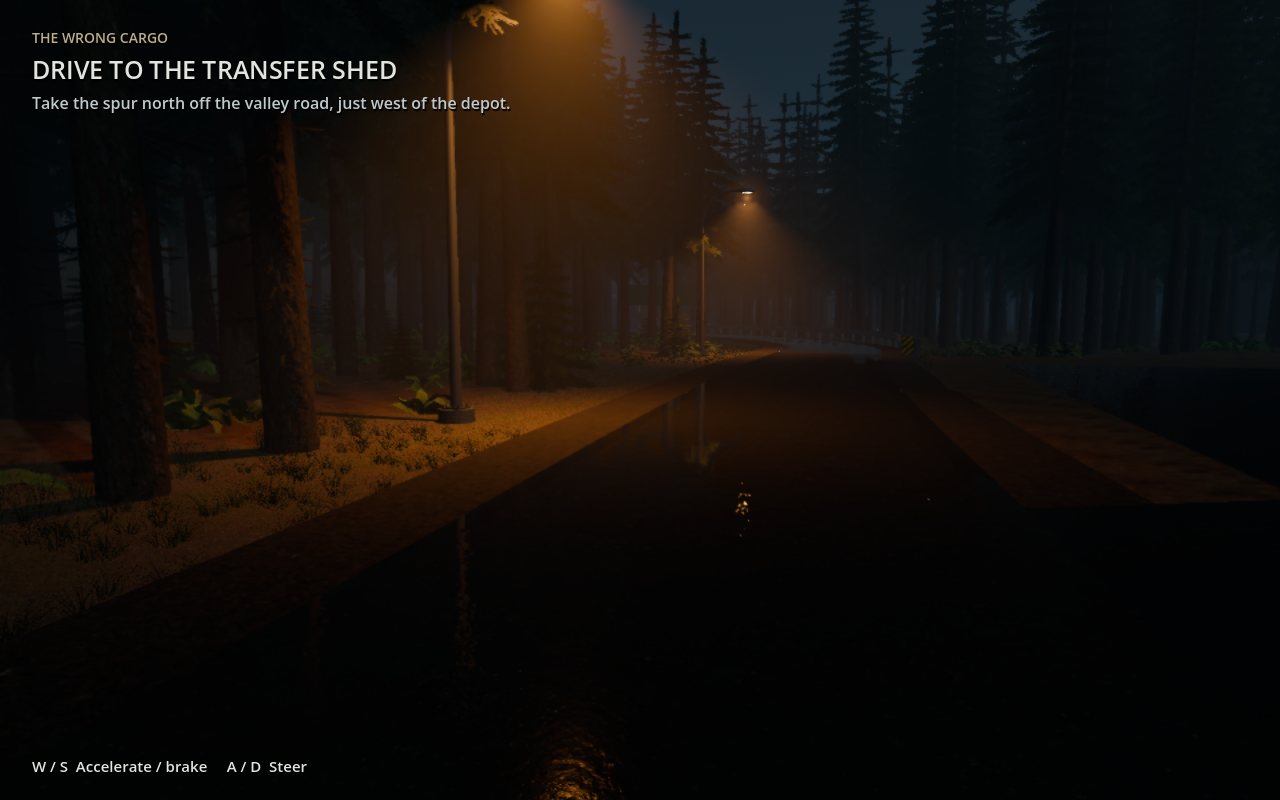 THE WRONG CARGO
DRIVE TO THE TRANSFER SHED
Take the spur north off the valley road, just west of the depot.
W / S Accelerate / brake A / D Steer